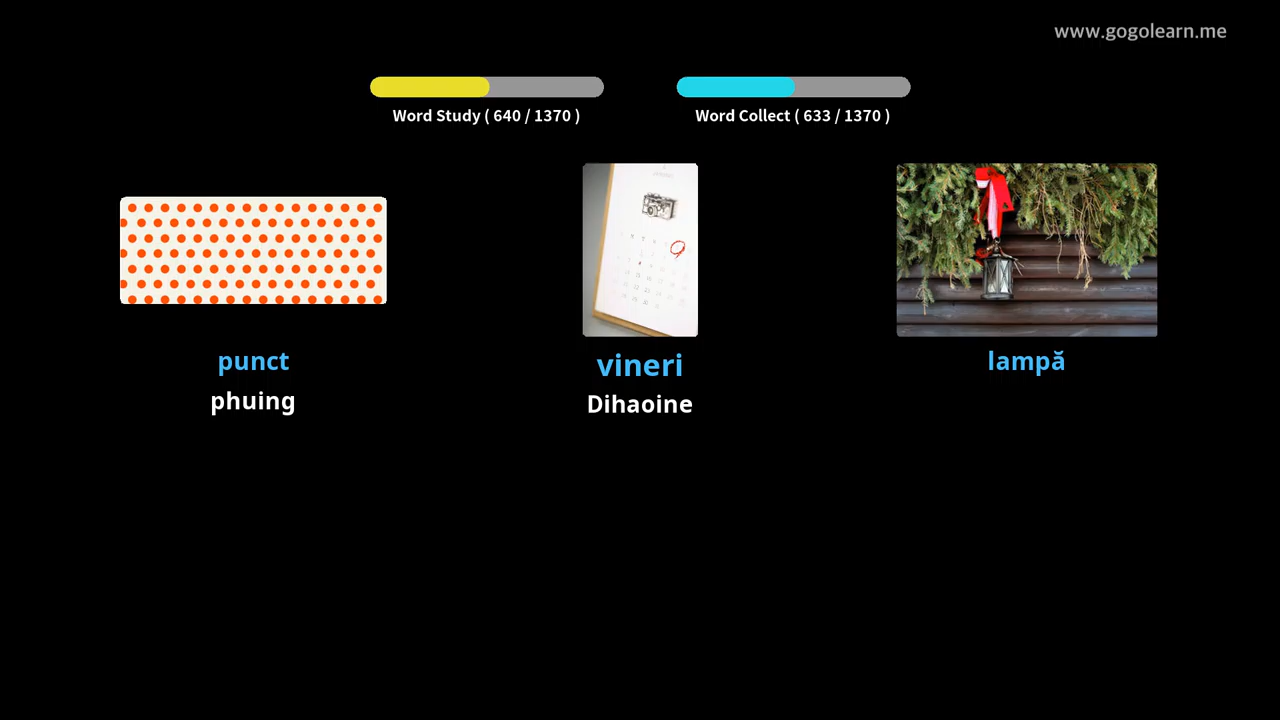 www.gogolearn.me
Word Study ( 640 / 1370 )
Word Collect ( 633 / 1370 )
punct
vineri
lampă
phuing
Dihaoine